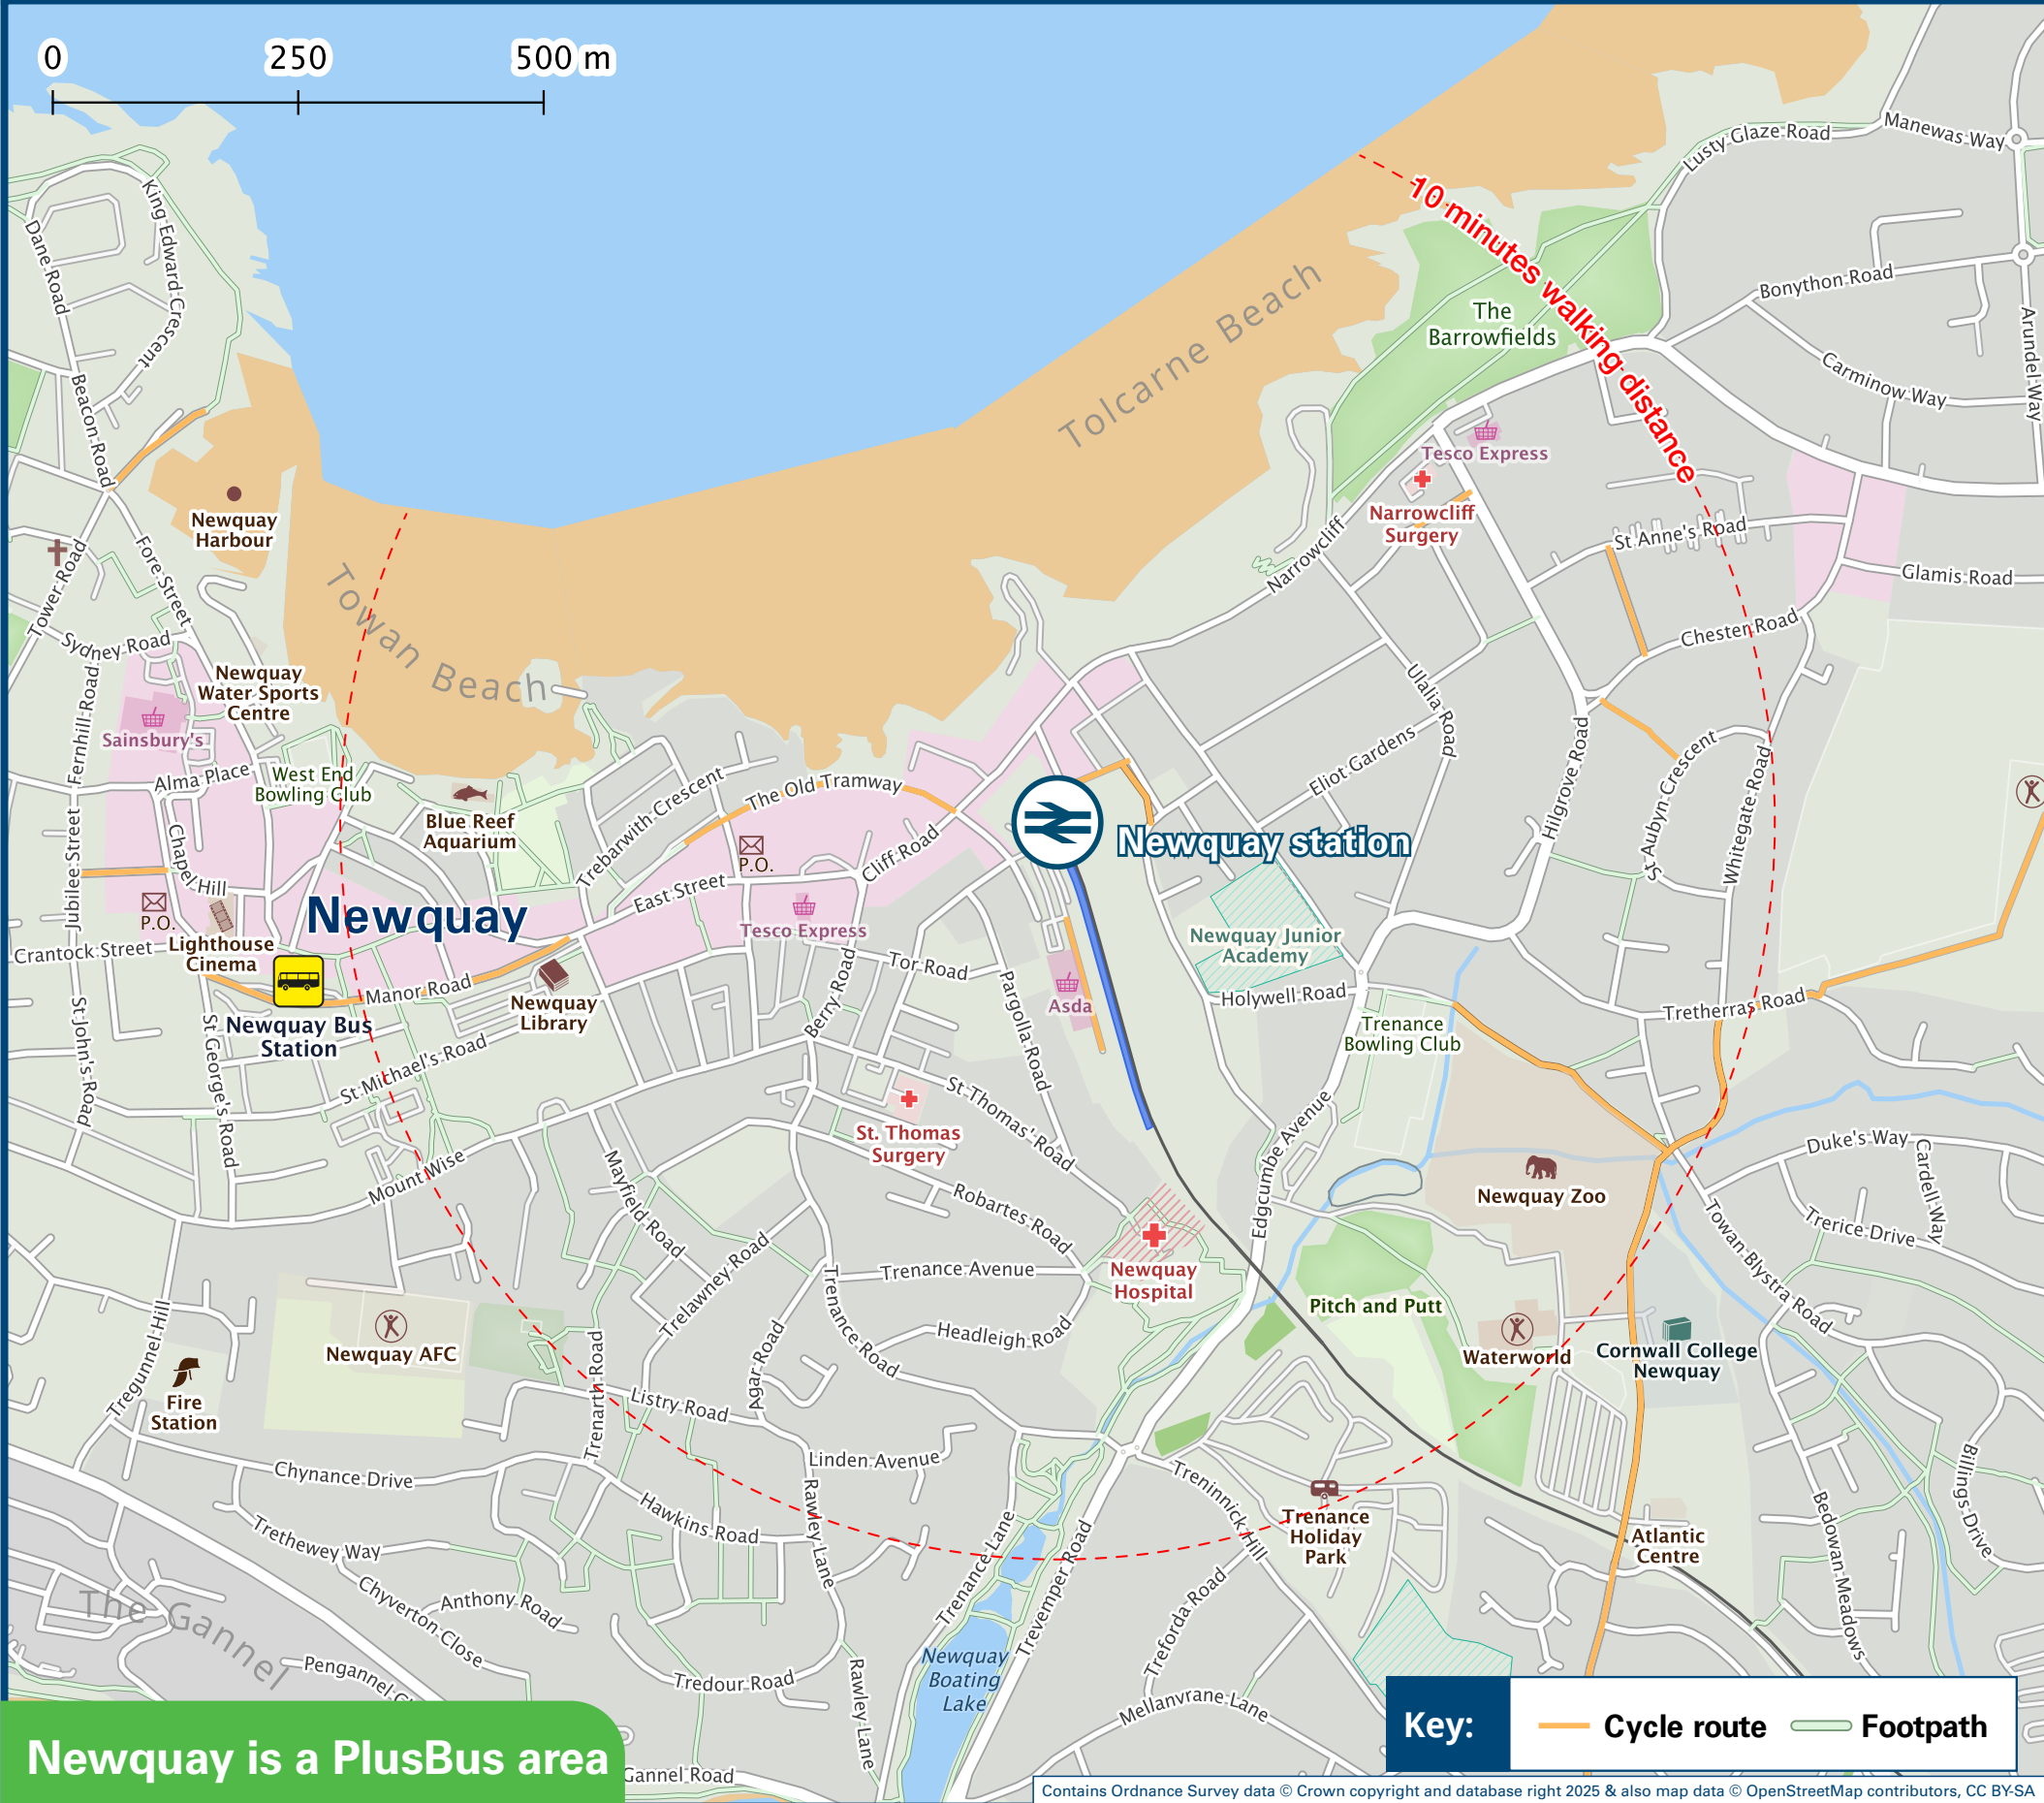 0 250 500 m
Lusty Glaze Road
Manewas Way
King Edward Crescent
Dane Road
10 minutes walking distance
Bonython Road
Arundel Way
Tolcarne Beach
The
Barrowfields
Carminow Way
Beacon Road
Tesco Express
Newquay
Harbour
Narrowcliff
Surgery
St Anne's Road
Glamis Road
Fore Street
Tower Road
Narrowcliff
Towan Beach
Sydney Road
Chester Road
Newquay
Water Sports
Centre
Fernhill Road
Ulalia Road
Sainsbury's
Alma Place
West End
Bowling Club
Trebarwith Crescent
The Old Tramway
Eliot Gardens
Hilgrove Road
St Aubyn Crescent
Whitegate Road
Blue Reef
Aquarium
P.O.
Cliff Road
Newquay station
Jubilee Street
Chapel Hill
East Street
P.O.
Newquay
Tesco Express
Newquay Junior
Academy
Crantock Street
Lighthouse
Cinema
Tor Road
Manor Road
Berry Road
Pargolla Road
Asda
Holywell Road
Tretherras Road
Newquay
Library
Newquay Bus
Station
Trenance
Bowling Club
St John's Road
St George's Road
St Michael's Road
St Thomas' Road
Edgcumbe Avenue
St. Thomas
Surgery
Duke's Way
Cardell Way
Mount Wise
Mayfield Road
Robartes Road
Newquay Zoo
Towan Blystra Road
Trerice Drive
Trelawney Road
Trenance Avenue
Newquay
Hospital
Pitch and Putt
Tregunnel Hill
Newquay AFC
Trenance Road
Headleigh Road
Waterworld
Cornwall College
Newquay
Fire
Station
Trenarth Road
Listry Road
Agar Road
Linden Avenue
Chynance Drive
Hawkins Road
Rawley Lane
Treninnick Hill
Trenance
Holiday
Park
Atlantic
Centre
Billings Drive
Bedowan Meadows
Trethewey Way
Trenance Lane
Trevemper Road
Treforda Road
The Gannel
Chyverton Close
Anthony Road
Newquay
Boating
Lake
Pengannel Cl
Tredour Road
Rawley Lane
Mellanvrane Lane
Key: Cycle route Footpath
Newquay is a PlusBus area
Gannel Road
Contains Ordnance Survey data © Crown copyright and database right 2025 & also map data © OpenStreetMap contributors, CC BY-SA